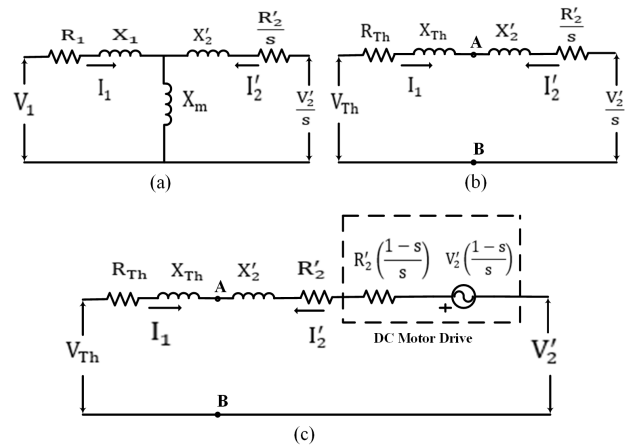 R₁ X₁ X′₂ R′₂/s
V₁ I₁ Xₘ I′₂ V′₂/s
(a)
R_Th X_Th A X′₂ R′₂/s
V_Th I₁ I′₂ V′₂/s
B
(b)
R_Th X_Th A X′₂ R′₂ R′₂((1−s)/s) V′₂((1−s)/s)
+
V_Th I₁ I′₂ DC Motor Drive V′₂
B
(c)